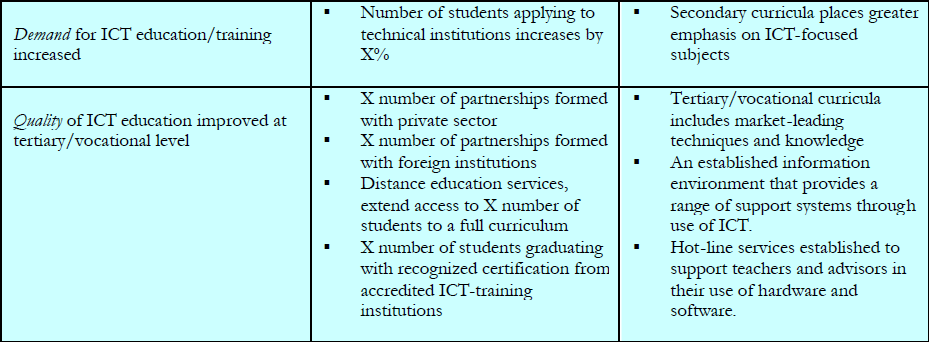 Demand for ICT education/training
increased
▪ Number of students applying to
technical institutions increases by
X%
▪ Secondary curricula places greater
emphasis on ICT-focused
subjects
Quality of ICT education improved at
tertiary/vocational level
▪ X number of partnerships formed
with private sector
▪ X number of partnerships formed
with foreign institutions
▪ Distance education services,
extend access to X number of
students to a full curriculum
▪ X number of students graduating
with recognized certification from
accredited ICT-training
institutions
▪ Tertiary/vocational curricula
includes market-leading
techniques and knowledge
▪ An established information
environment that provides a
range of support systems through
use of ICT.
▪ Hot-line services established to
support teachers and advisors in
their use of hardware and
software.